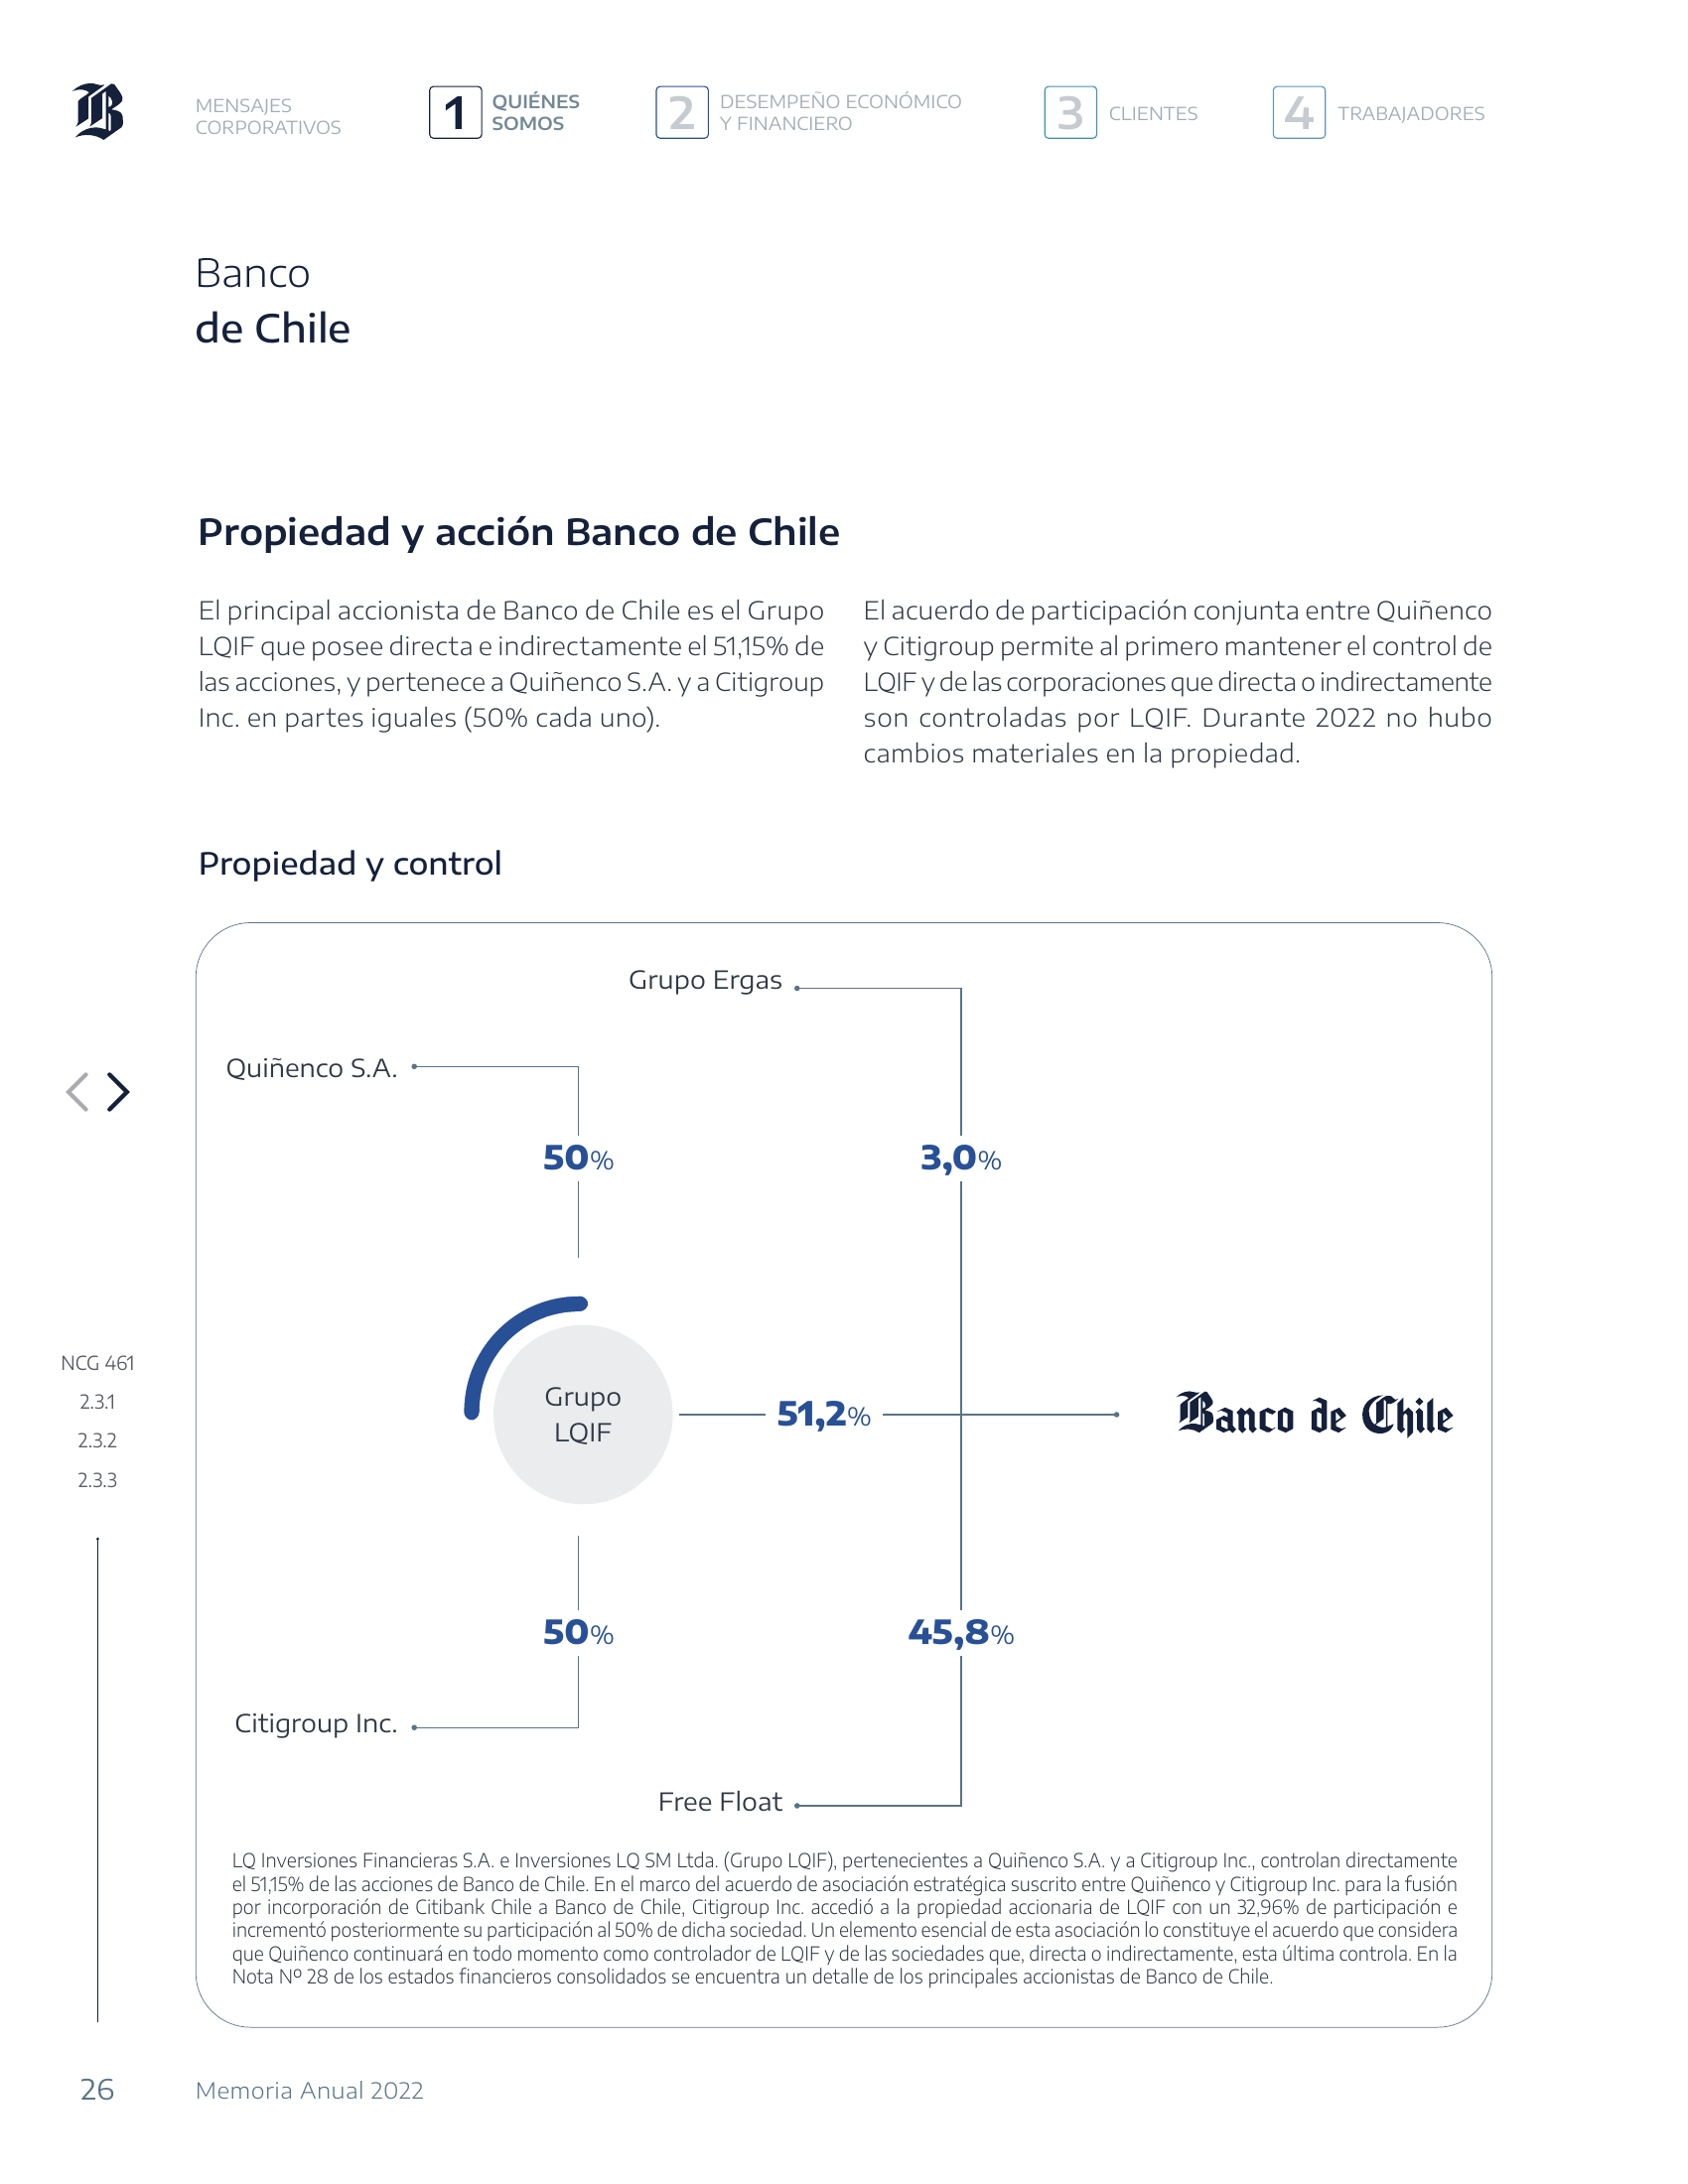 B
MENSAJES
CORPORATIVOS
1
QUIÉNES
SOMOS
2
DESEMPEÑO ECONÓMICO
Y FINANCIERO
3
CLIENTES
4
TRABAJADORES
Banco
de Chile
Propiedad y acción Banco de Chile
El principal accionista de Banco de Chile es el Grupo
LQIF que posee directa e indirectamente el 51,15% de
las acciones, y pertenece a Quiñenco S.A. y a Citigroup
Inc. en partes iguales (50% cada uno).
El acuerdo de participación conjunta entre Quiñenco
y Citigroup permite al primero mantener el control de
LQIF y de las corporaciones que directa o indirectamente
son controladas por LQIF. Durante 2022 no hubo
cambios materiales en la propiedad.
Propiedad y control
Grupo Ergas
Quiñenco S.A.
50%
3,0%
Grupo
LQIF
51,2%
Banco de Chile
50%
45,8%
Citigroup Inc.
Free Float
LQ Inversiones Financieras S.A. e Inversiones LQ SM Ltda. (Grupo LQIF), pertenecientes a Quiñenco S.A. y a Citigroup Inc., controlan directamente
el 51,15% de las acciones de Banco de Chile. En el marco del acuerdo de asociación estratégica suscrito entre Quiñenco y Citigroup Inc. para la fusión
por incorporación de Citibank Chile a Banco de Chile, Citigroup Inc. accedió a la propiedad accionaria de LQIF con un 32,96% de participación e
incrementó posteriormente su participación al 50% de dicha sociedad. Un elemento esencial de esta asociación lo constituye el acuerdo que considera
que Quiñenco continuará en todo momento como controlador de LQIF y de las sociedades que, directa o indirectamente, esta última controla. En la
Nota Nº 28 de los estados financieros consolidados se encuentra un detalle de los principales accionistas de Banco de Chile.
NCG 461
2.3.1
2.3.2
2.3.3
26
Memoria Anual 2022